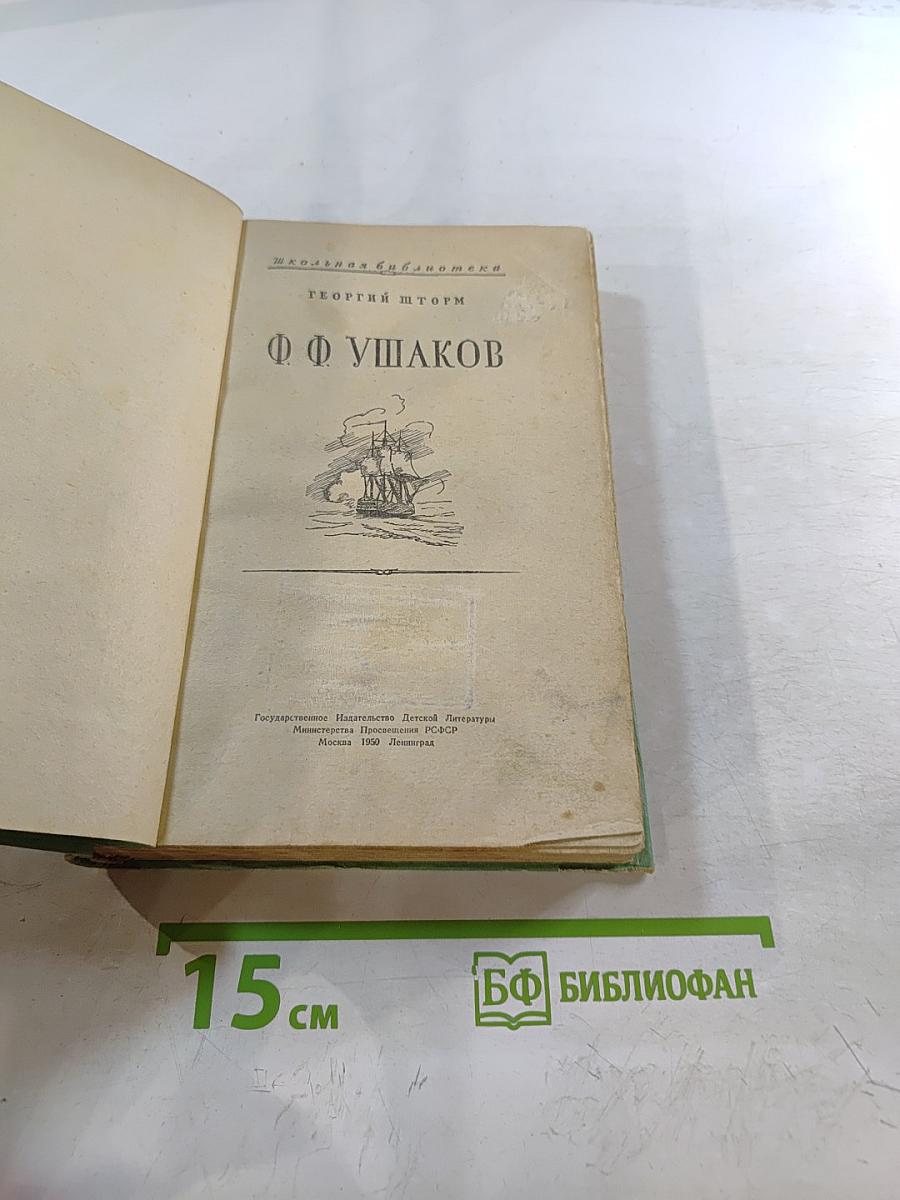 Школьная библиотека
ГЕОРГИЙ ШТОРМ
Ф. Ф. УШАКОВ
Государственное Издательство Детской Литературы
Министерства Просвещения РСФСР
Москва 1950 Ленинград
15 см
БФ БИБЛИОФАН